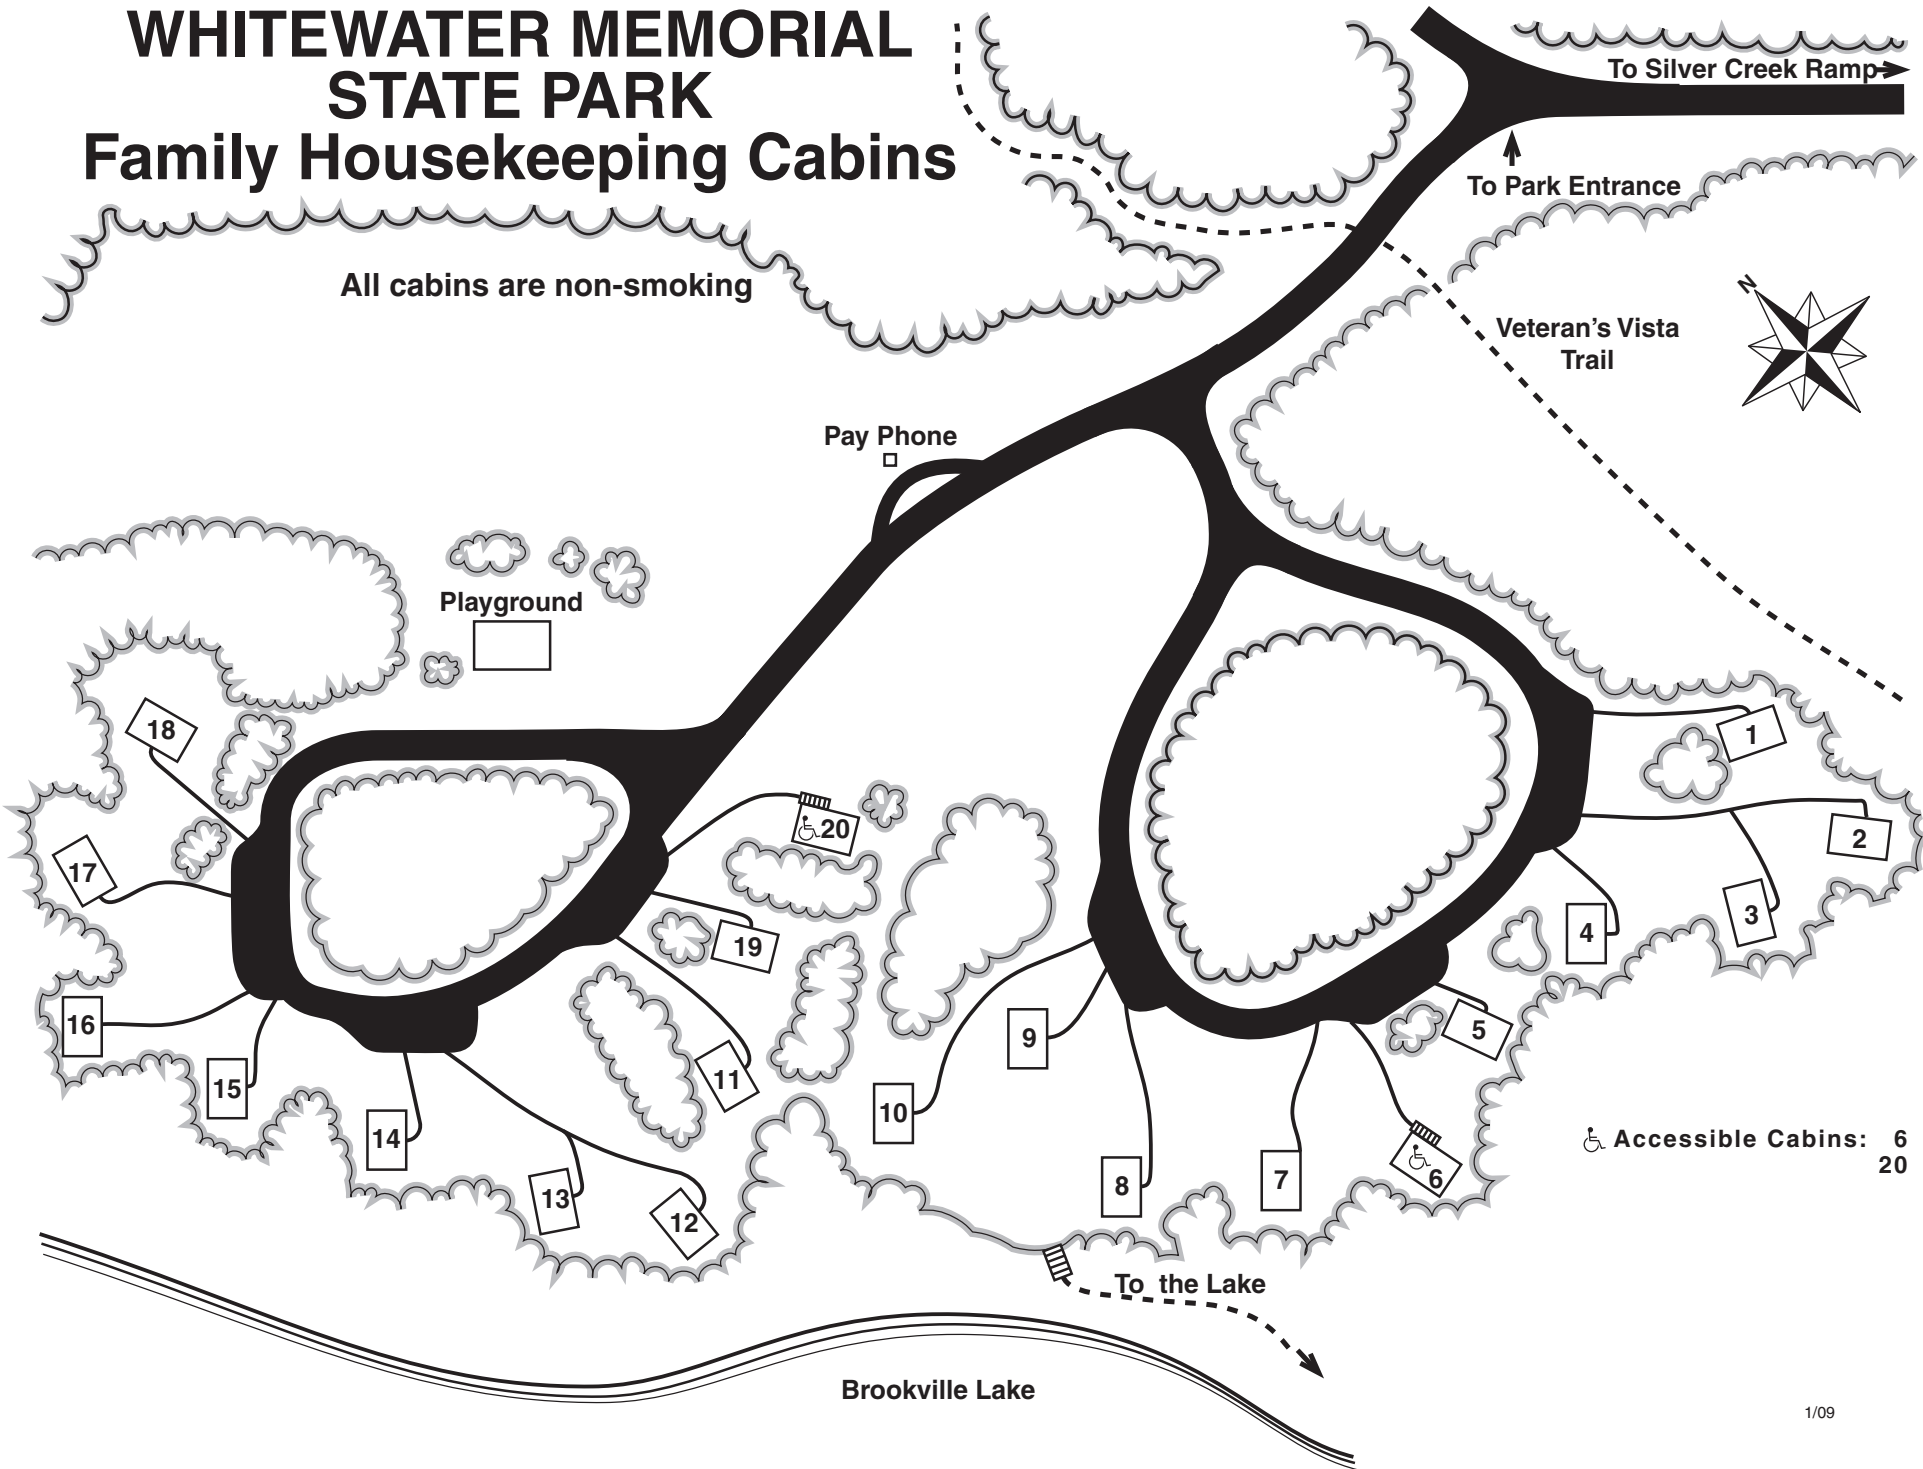 WHITEWATER MEMORIAL
STATE PARK
Family Housekeeping Cabins
To Silver Creek Ramp
To Park Entrance
All cabins are non-smoking
N
Veteran's Vista
Trail
Pay Phone
Playground
18
1
20
2
17
3
4
19
16
9
5
11
15
10
14
Accessible Cabins: 6
20
8
7
6
13
12
To the Lake
Brookville Lake
1/09